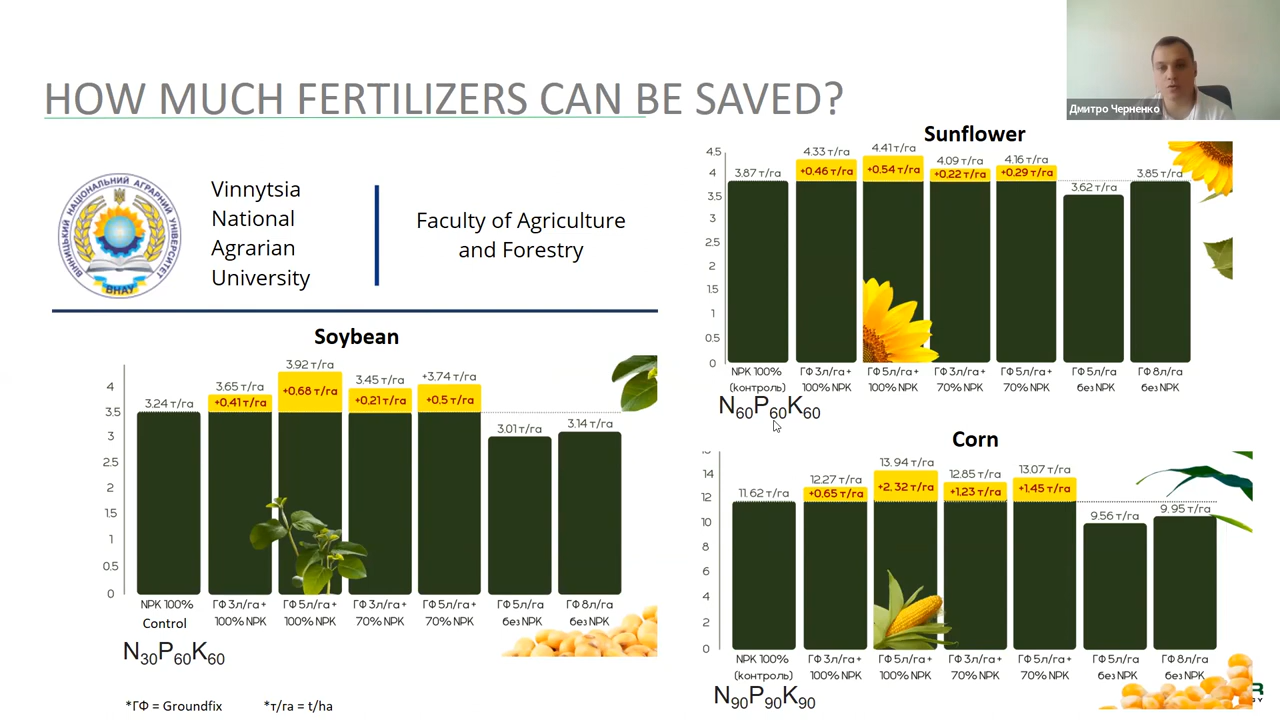 HOW MUCH FERTILIZERS CAN BE SAVED?
Дмитро Черненко
ВІННИЦЬКИЙ НАЦІОНАЛЬНИЙ АГРАРНИЙ УНІВЕРСИТЕТ
ВНАУ
Vinnytsia
National
Agrarian
University
Faculty of Agriculture
and Forestry
Soybean
4
3.5
3
2.5
2
1.5
1
0.5
0
3.24 т/га
3.65 т/га
3.92 т/га
3.45 т/га
+3.74 т/га
3.01 т/га
3.14 т/га
+0.41 т/га
+0.68 т/га
+0.21 т/га
+0.5 т/га
NPK 100%
Control
ГФ 3л/га+
100% NPK
ГФ 5л/га+
100% NPK
ГФ 3л/га+
70% NPK
ГФ 5л/га+
70% NPK
ГФ 5л/га
без NPK
ГФ 8л/га
без NPK
N30P60K60
*ГФ = Groundfix
*т/га = t/ha
Sunflower
4.5
4
3.5
3
2.5
2
1.5
1
0.5
0
3.87 т/га
4.33 т/га
4.41 т/га
4.09 т/га
4.16 т/га
3.62 т/га
3.85 т/га
+0.46 т/га
+0.54 т/га
+0.22 т/га
+0.29 т/га
NPK 100%
(контроль)
ГФ 3л/га+
100% NPK
ГФ 5л/га+
100% NPK
ГФ 3л/га+
70% NPK
ГФ 5л/га+
70% NPK
ГФ 5л/га
без NPK
ГФ 8л/га
без NPK
N60P60K60
Corn
14
12
10
8
6
4
2
0
11.62 т/га
12.27 т/га
13.94 т/га
12.85 т/га
13.07 т/га
9.56 т/га
9.95 т/га
+0.65 т/га
+2.32 т/га
+1.23 т/га
+1.45 т/га
NPK 100%
(контроль)
ГФ 3л/га+
100% NPK
ГФ 5л/га+
100% NPK
ГФ 3л/га+
70% NPK
ГФ 5л/га+
70% NPK
ГФ 5л/га
без NPK
ГФ 8л/га
без NPK
N90P90K90